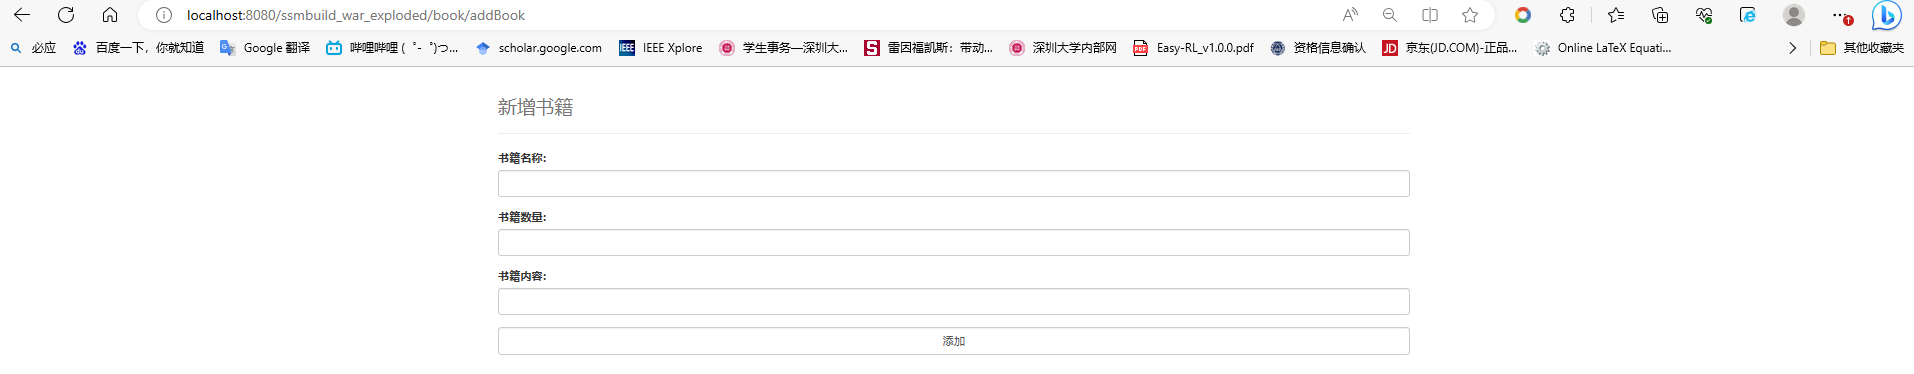 localhost:8080/ssmbuild_war_exploded/book/addBook
必应 百度一下，你就知道 Google 翻译 哔哩哔哩 ( ゜- ゜)つ... scholar.google.com IEEE Xplore 学生事务—深圳大... 雷因福凯斯：带动... 深圳大学内部网 Easy-RL_v1.0.0.pdf 资格信息确认 京东(JD.COM)-正品... Online LaTeX Equati... 其他收藏夹
新增书籍
书籍名称:
书籍数量:
书籍内容:
添加